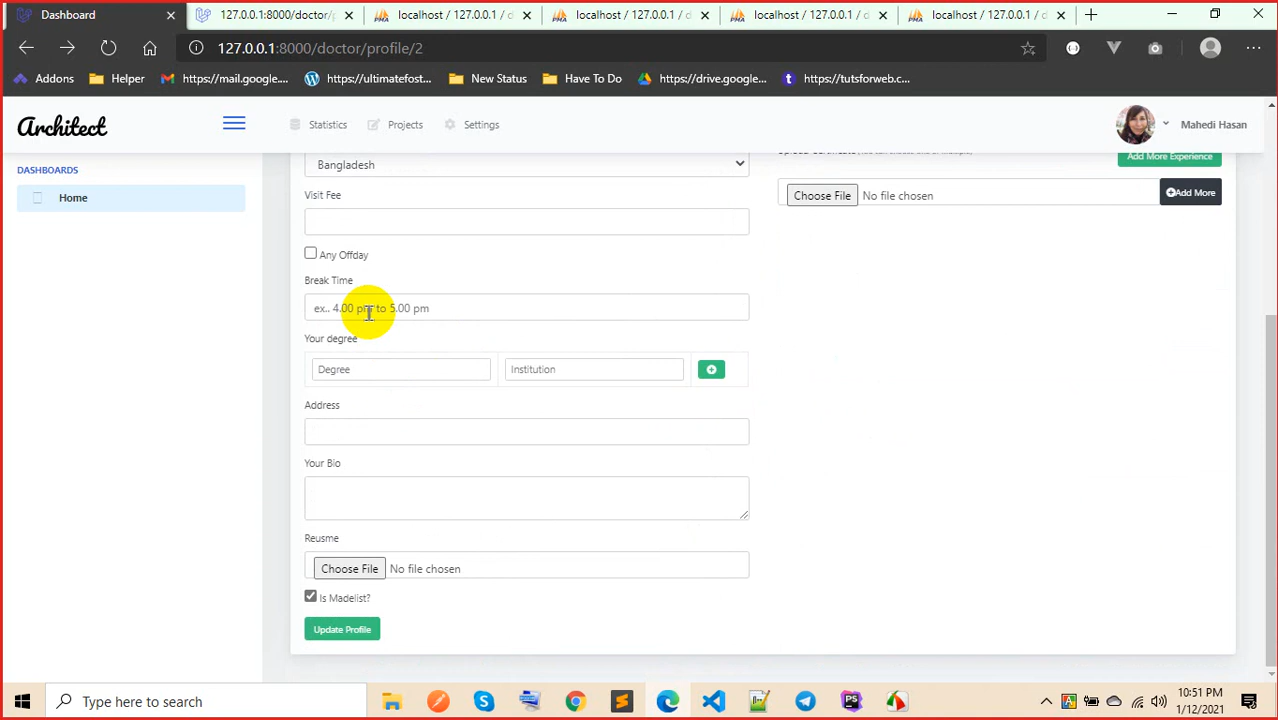 Dashboard
127.0.0.1:8000/doctor/p
localhost / 127.0.0.1 / d
localhost / 127.0.0.1 / d
localhost / 127.0.0.1 / d
localhost / 127.0.0.1 / d
127.0.0.1:8000/doctor/profile/2
Addons
Helper
https://mail.google....
https://ultimatefost...
New Status
Have To Do
https://drive.google...
https://tutsforweb.c...
Architect
Statistics
Projects
Settings
Mahedi Hasan
DASHBOARDS
Home
Bangladesh
Add More Experience
Visit Fee
Choose File No file chosen
Add More
Any Offday
Break Time
ex.. 4.00 pm to 5.00 pm
Your degree
Degree
Institution
Address
Your Bio
Reusme
Choose File No file chosen
Is Madelist?
Update Profile
Type here to search
10:51 PM
1/12/2021